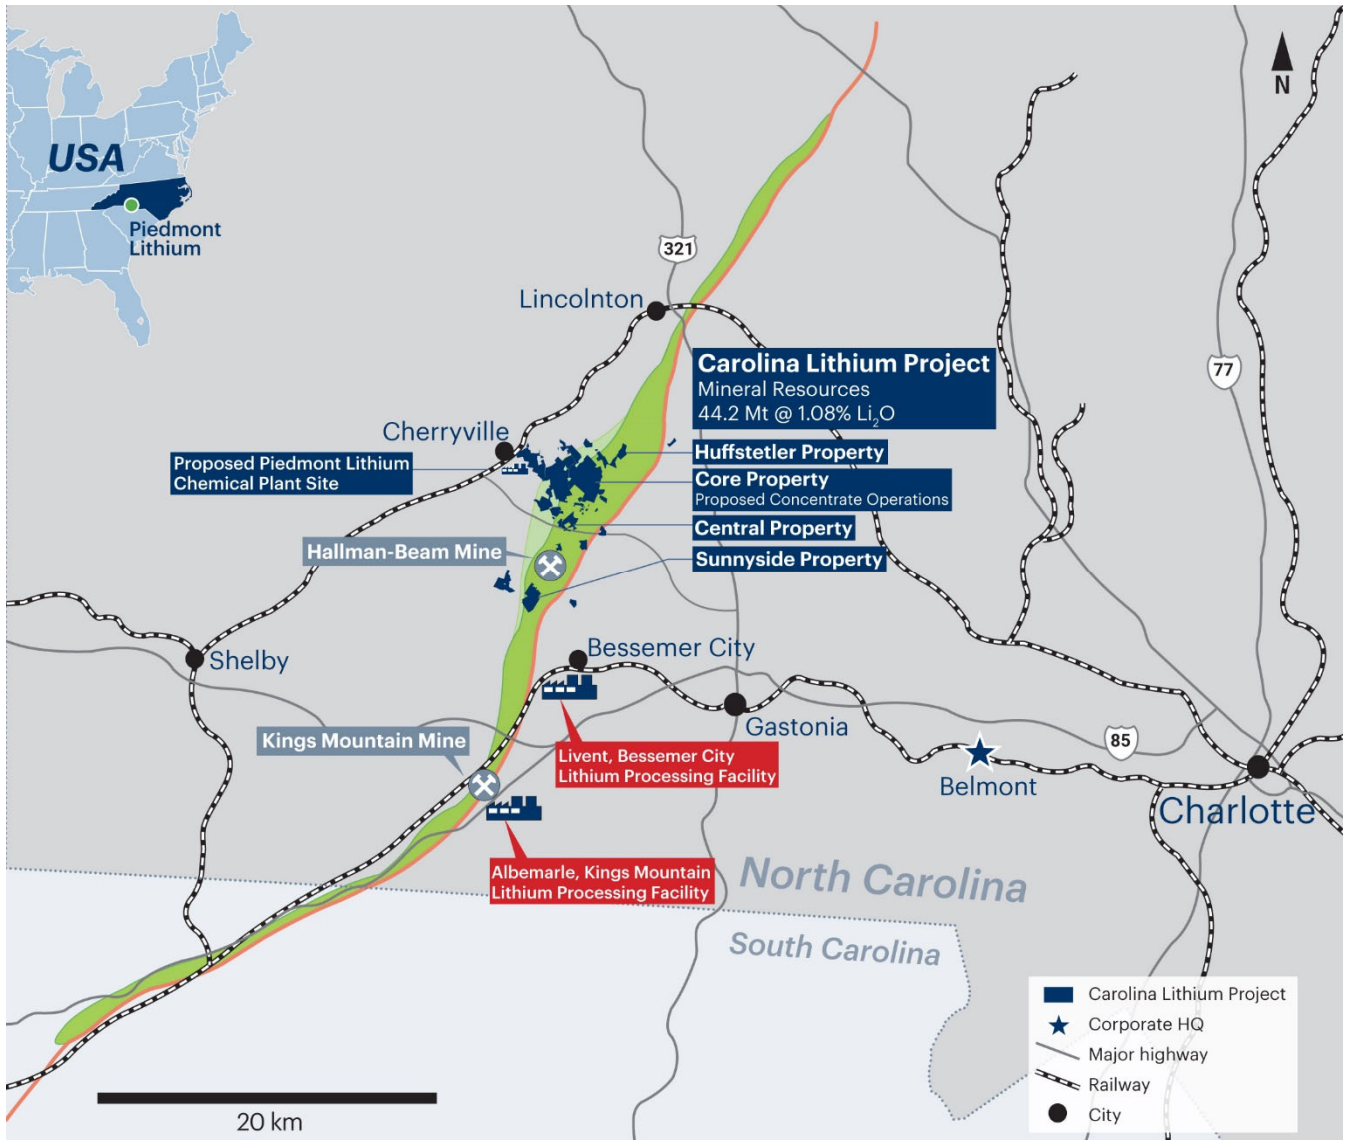 USA
Piedmont
Lithium
N
321
Lincolnton
77
Carolina Lithium Project
Mineral Resources
44.2 Mt @ 1.08% Li₂O
Cherryville
Proposed Piedmont Lithium
Chemical Plant Site
Huffstetler Property
Core Property
Proposed Concentrate Operations
Central Property
Hallman-Beam Mine
Sunnyside Property
Shelby
Bessemer City
Gastonia
Kings Mountain Mine
85
Livent, Bessemer City
Lithium Processing Facility
Belmont
Charlotte
Albemarle, Kings Mountain
Lithium Processing Facility
North Carolina
South Carolina
Carolina Lithium Project
Corporate HQ
Major highway
Railway
City
20 km